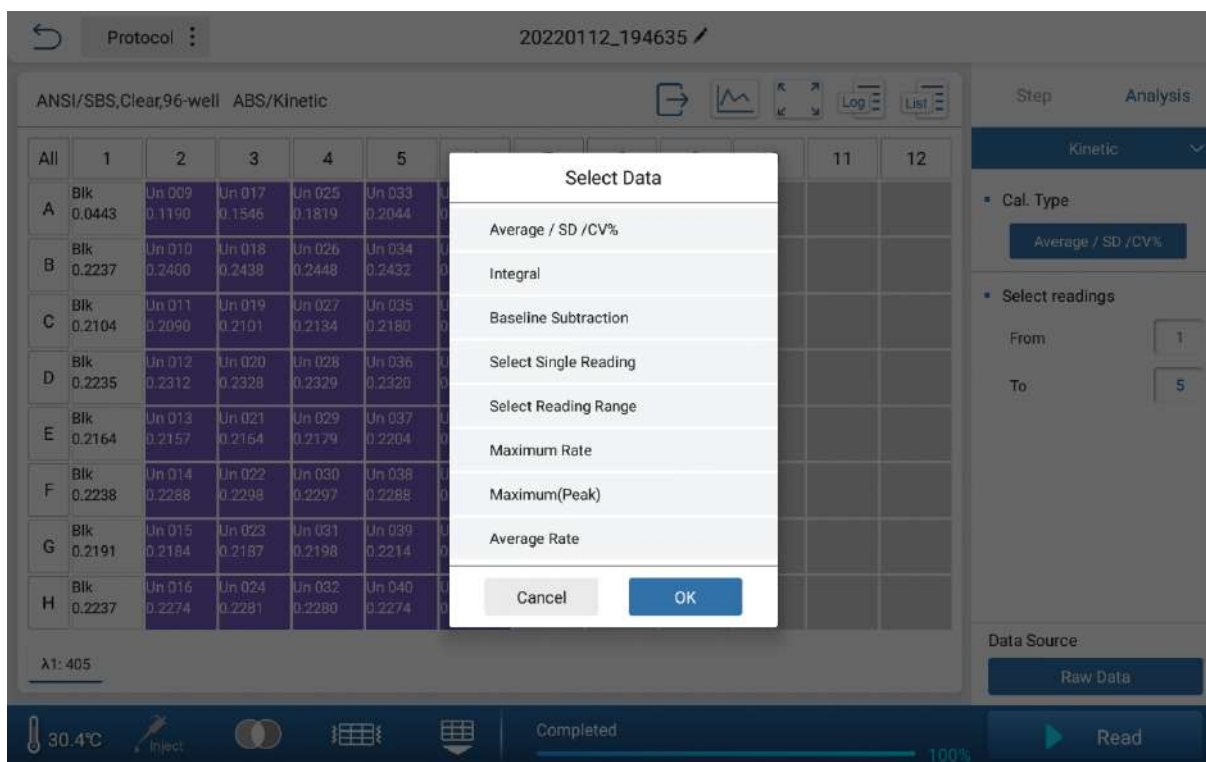 Protocol
20220112_194635
ANSI/SBS,Clear,96-well ABS/Kinetic
Log
List
Step
Analysis
All 1 2 3 4 5 11 12
A
Blk Un 009 Un 017 Un 025 Un 033
0.0443 0.1190 0.1546 0.1819 0.2044
B
Blk Un 010 Un 018 Un 026 Un 034
0.2237 0.2400 0.2438 0.2448 0.2432
C
Blk Un 011 Un 019 Un 027 Un 035
0.2104 0.2090 0.2101 0.2134 0.2180
D
Blk Un 012 Un 020 Un 028 Un 036
0.2235 0.2312 0.2328 0.2329 0.2320
E
Blk Un 013 Un 021 Un 029 Un 037
0.2164 0.2157 0.2164 0.2179 0.2204
F
Blk Un 014 Un 022 Un 030 Un 038
0.2238 0.2288 0.2298 0.2297 0.2288
G
Blk Un 015 Un 023 Un 031 Un 039
0.2191 0.2184 0.2187 0.2198 0.2214
H
Blk Un 016 Un 024 Un 032 Un 040
0.2237 0.2274 0.2281 0.2280 0.2274
λ1: 405
Select Data
Average / SD /CV%
Integral
Baseline Subtraction
Select Single Reading
Select Reading Range
Maximum Rate
Maximum(Peak)
Average Rate
Cancel OK
Kinetic
Cal. Type
Average / SD /CV%
Select readings
From 1
To 5
Data Source
Raw Data
30.4℃
Inject
Completed
100%
Read